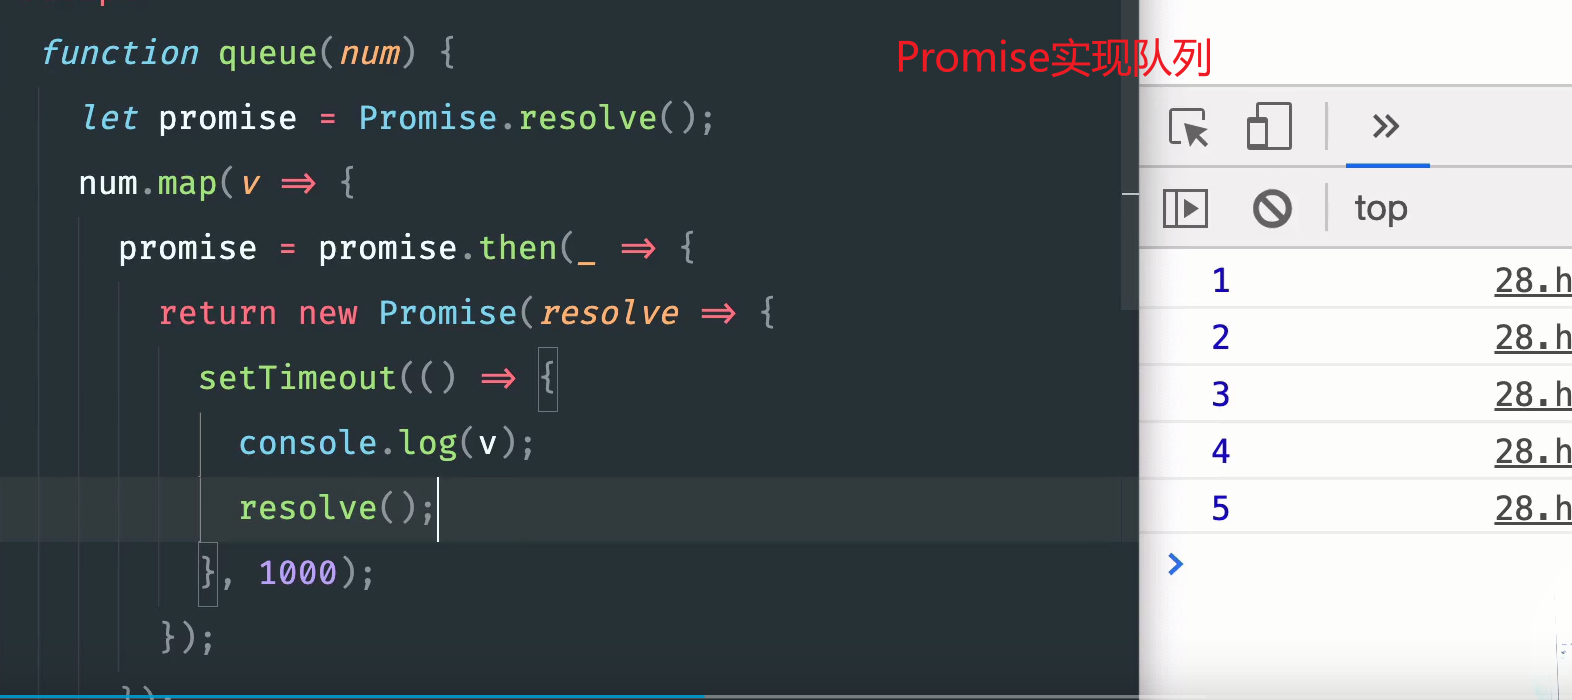 function queue(num) {
Promise实现队列
let promise = Promise.resolve();
num.map(v => {
promise = promise.then(_ => {
return new Promise(resolve => {
setTimeout(() => {
console.log(v);
resolve();
}, 1000);
});
});
top
1 28.h
2 28.h
3 28.h
4 28.h
5 28.h